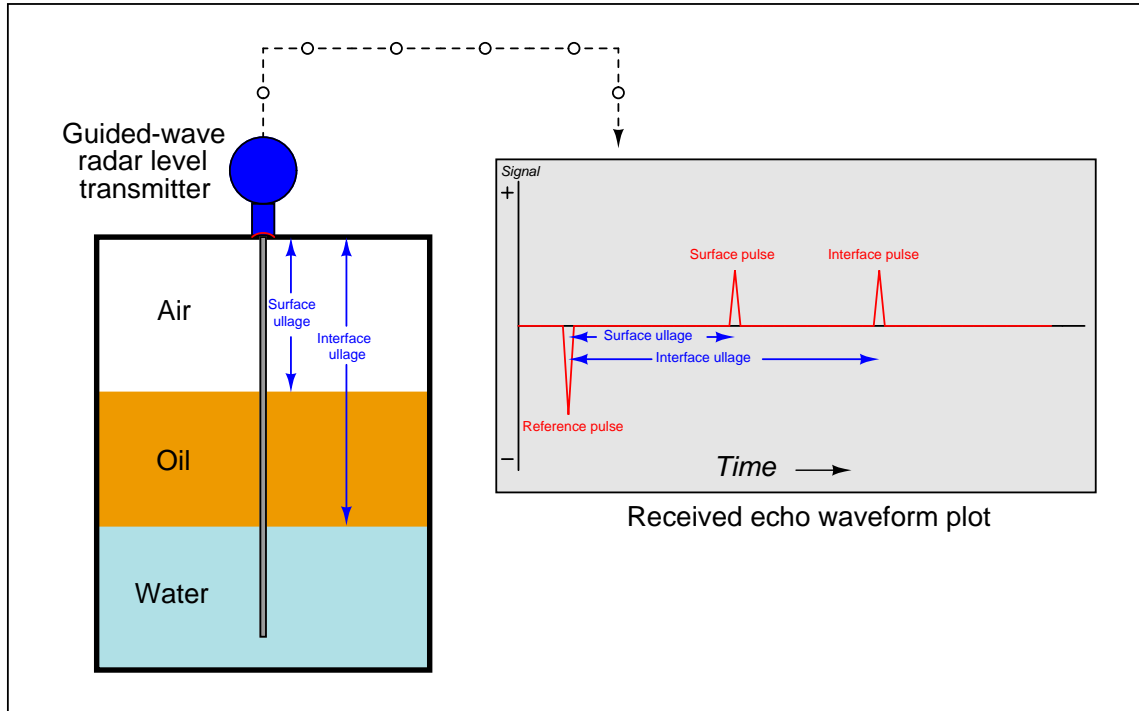 Guided-wave
radar level
transmitter
Air
Surface
ullage
Interface
ullage
Oil
Water
Signal
+
Surface pulse
Interface pulse
Surface ullage
Interface ullage
Reference pulse
−
Time
Received echo waveform plot